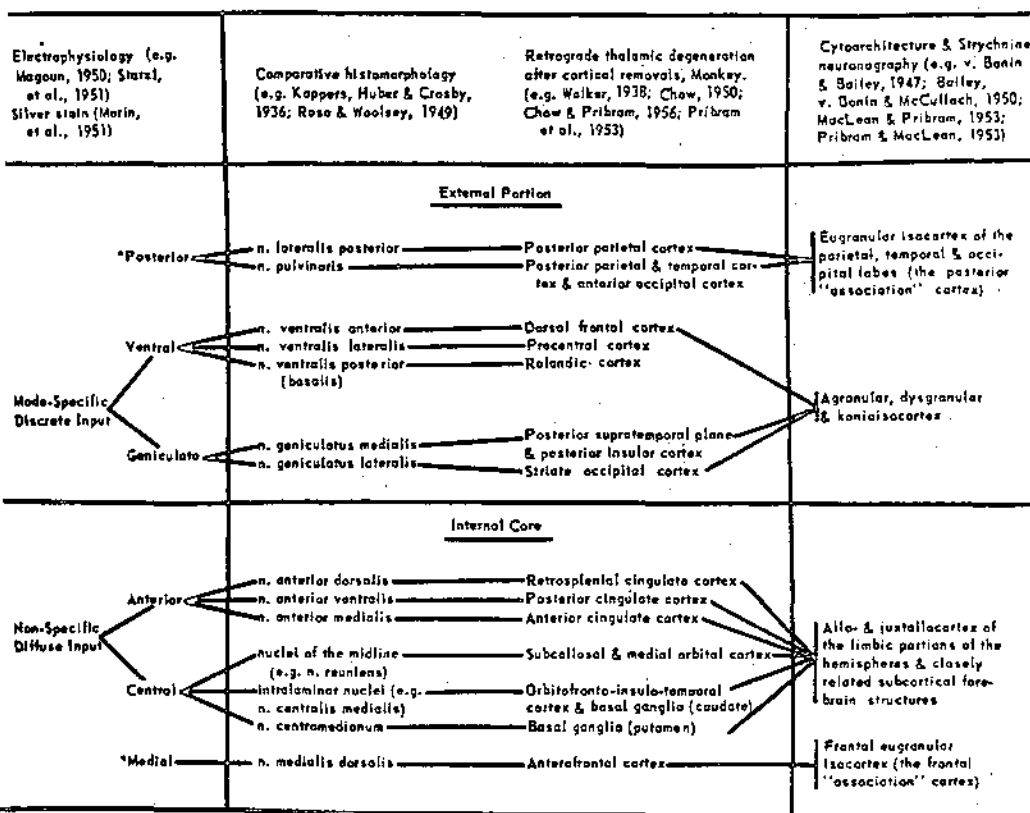 Electrophysiology (e.g.
Magoun, 1950; Starzl,
et al., 1951)
Silver stain (Morin,
et al., 1951)
Comparative histomorphology
(e.g. Kappers, Huber & Crosby,
1936; Rose & Woolsey, 1949)
Retrograde thalamic degeneration
after cortical removals, Monkey.
(e.g. Walker, 1938; Chow, 1950;
Chow & Pribram, 1956; Pribram
et al., 1953)
Cytoarchitecture & Strychnine
neuronography (e.g. v. Bonin
& Bailey, 1947; Bailey,
v. Bonin & McCulloch, 1950;
MacLean & Pribram, 1953;
Pribram & MacLean, 1953)
External Portion
*Posterior
n. lateralis posterior
n. pulvinaris
Posterior parietal cortex
Posterior parietal & temporal cor-
tex & anterior occipital cortex
Eugranular isocortex of the
parietal, temporal & occi-
pital lobes (the posterior
"association" cortex)
Mode-Specific
Discrete Input
Ventral
n. ventralis anterior
n. ventralis lateralis
n. ventralis posterior
(basalis)
Dorsal frontal cortex
Precentral cortex
Rolandic cortex
Geniculate
n. geniculatus medialis
n. geniculatus lateralis
Posterior supratemporal plane
& posterior insular cortex
Striate occipital cortex
Agranular, dysgranular
& koniaisocortex
Internal Core
Non-Specific
Diffuse Input
Anterior
n. anterior dorsalis
n. anterior ventralis
n. anterior medialis
Retrosplenial cingulate cortex
Posterior cingulate cortex
Anterior cingulate cortex
Central
nuclei of the midline
(e.g. n. reuniens)
intralaminar nuclei (e.g.
n. centralis medialis)
n. centromedianum
Subcallosal & medial orbital cortex
Orbitofronto-insulo-temporal
cortex & basal ganglia (caudate)
Basal ganglia (putamen)
Allo- & juxtallocortex of
the limbic portions of the
hemispheres & closely
related subcortical fore-
brain structures
*Medial
n. medialis dorsalis
Anterofrontal cortex
Frontal eugranular
Isocortex (the frontal
"association" cortex)